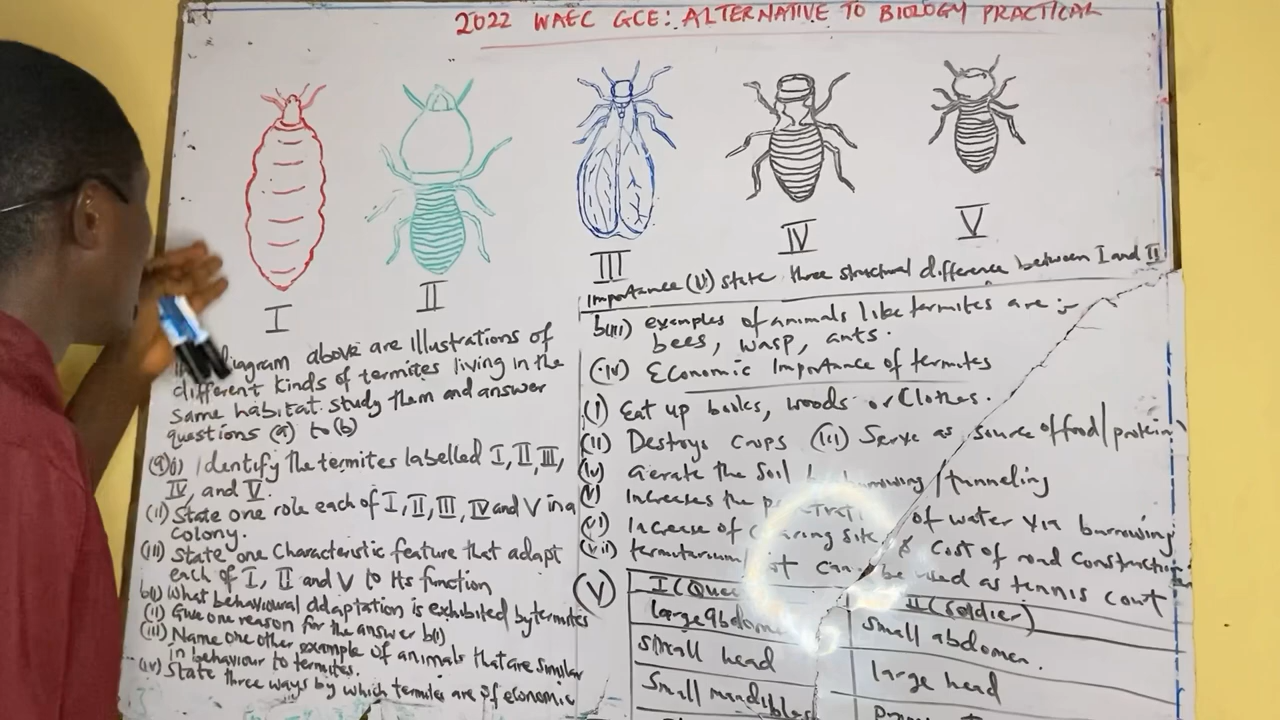 2022 WAEC GCE: ALTERNATIVE TO BIOLOGY PRACTICAL
I
II
III
IV
V
diagram above are illustrations of
different kinds of termites living in the
same habitat. study them and answer
questions (a) to (b)
(a)(i) Identify the termites labelled I, II, III,
IV, and V.
(ii) State one role each of I, II, III, IV and V in a
colony.
(iii) State one characteristic feature that adapt
each of I, II and V to its function
b(i) What behavioural adaptation is exhibited by termites
(ii) Give one reason for the answer b(i)
(iii) Name one other example of animals that are similar
in behaviour to termites.
(iv) State three ways by which termites are of economic
importance (v) state three structural difference between I and II
b(iii) examples of animals like termites are :-
bees, wasp, ants.
(iv) Economic Importance of termites
(i) Eat up books, woods or clothes.
(ii) Destroys crops (iii) Serve as source of food/protein
(iv) aerate the soil burrowing/tunneling
(v) increases the of water via burrowing
(vi) Increase of clearing site & cost of road construction
(vii) termitarium can be used as tennis court
(v)
I (Quee II (Soldier)
large abdomen small abdomen.
small head large head
small mandibles